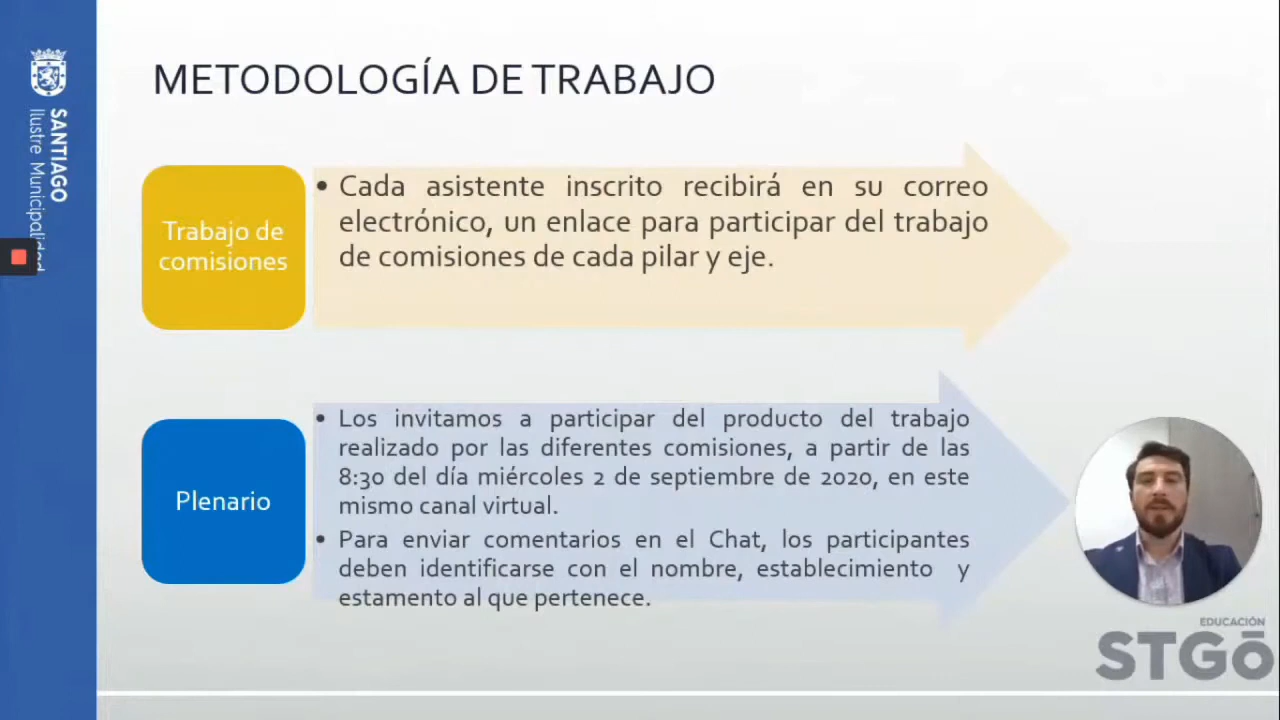 SANTIAGO
Ilustre Municipalidad
METODOLOGÍA DE TRABAJO
Trabajo de
comisiones
• Cada asistente inscrito recibirá en su correo
electrónico, un enlace para participar del trabajo
de comisiones de cada pilar y eje.
Plenario
• Los invitamos a participar del producto del trabajo
realizado por las diferentes comisiones, a partir de las
8:30 del día miércoles 2 de septiembre de 2020, en este
mismo canal virtual.
• Para enviar comentarios en el Chat, los participantes
deben identificarse con el nombre, establecimiento y
estamento al que pertenece.
EDUCACIÓN
STGō